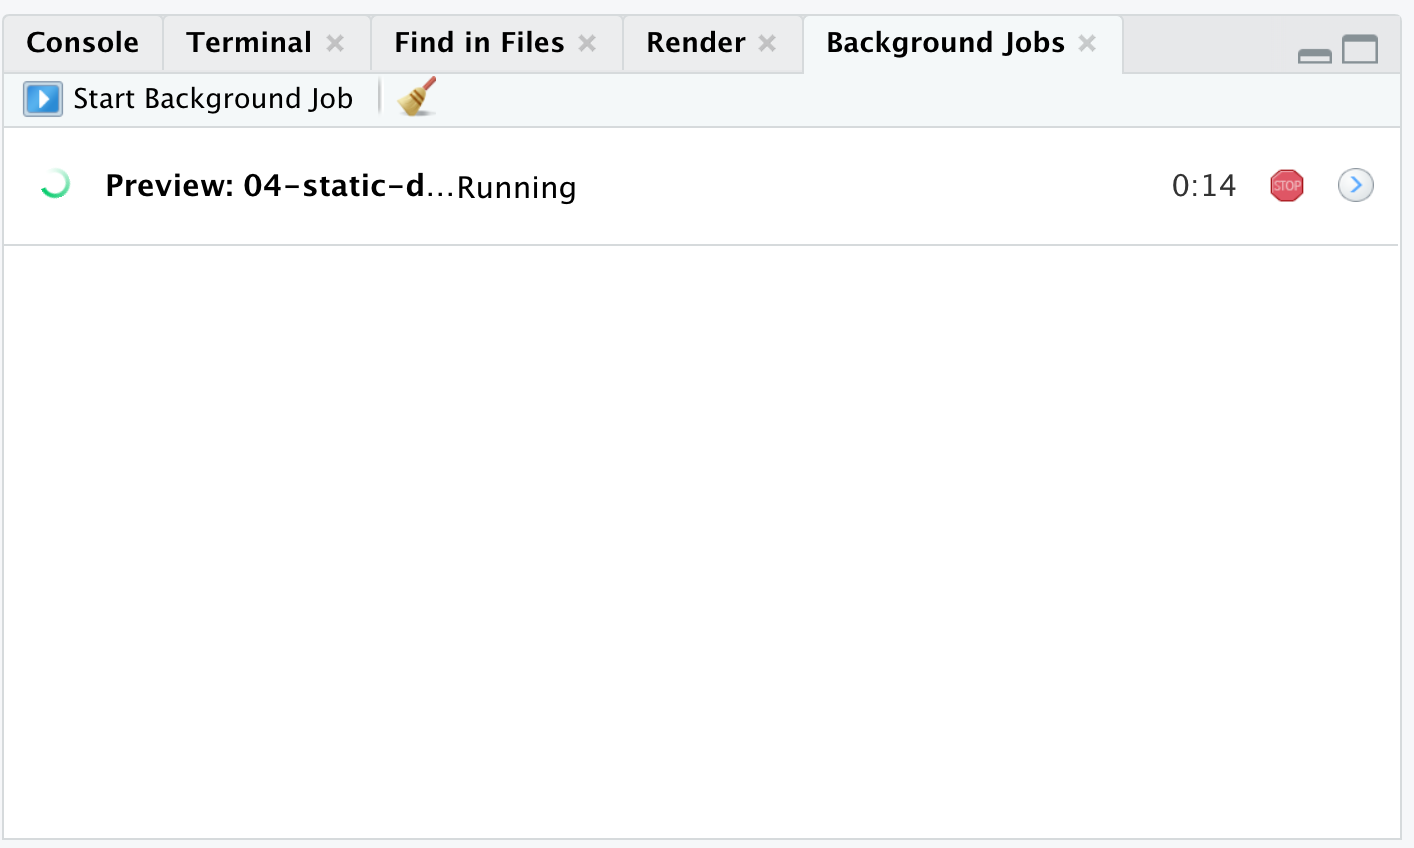 Console Terminal Find in Files Render Background Jobs
Start Background Job
Preview: 04-static-d... Running 0:14 STOP